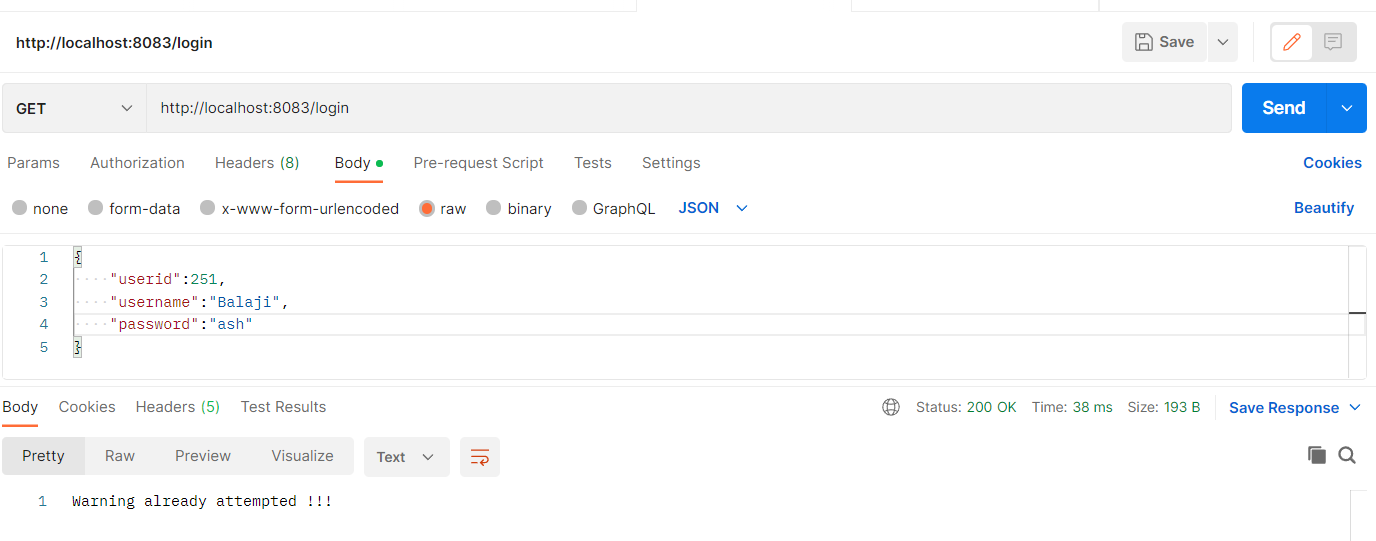 http://localhost:8083/login
Save
GET
http://localhost:8083/login
Send
Params Authorization Headers (8) Body Pre-request Script Tests Settings Cookies
none form-data x-www-form-urlencoded raw binary GraphQL JSON Beautify
1 {
2 "userid":251,
3 "username":"Balaji",
4 "password":"ash"
5 }
Body Cookies Headers (5) Test Results Status: 200 OK Time: 38 ms Size: 193 B Save Response
Pretty Raw Preview Visualize Text
1 Warning already attempted !!!